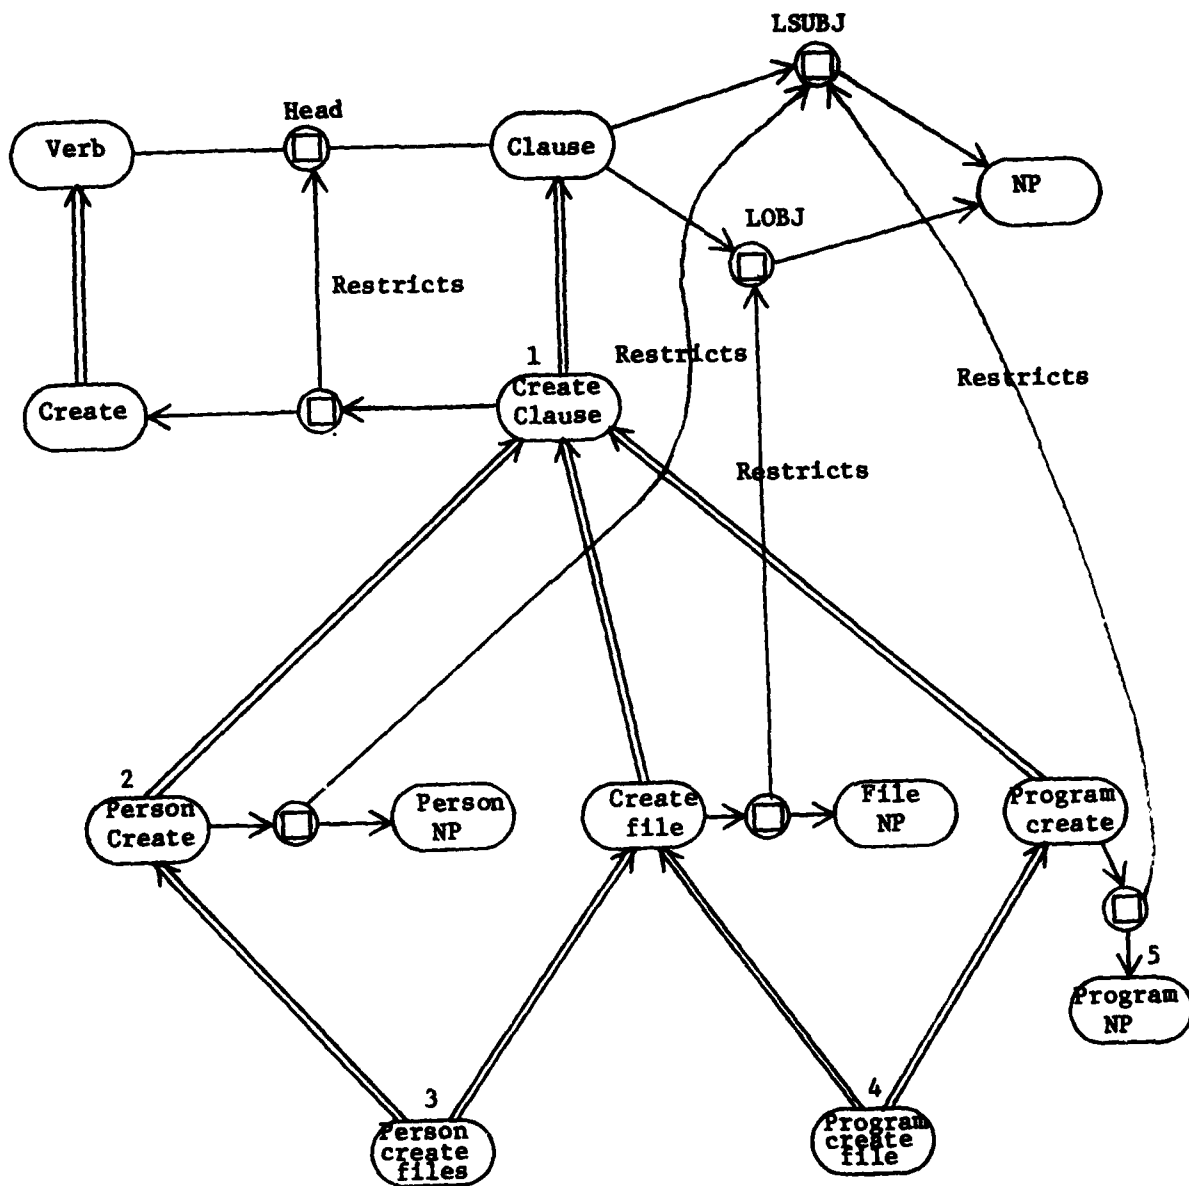 LSUBJ
Head
Verb
Clause
NP
LOBJ
Restricts
1
Restricts
Restricts
Create
Create
Clause
Restricts
2
Person
Create
Person
NP
Create
file
File
NP
Program
create
5
Program
NP
3
Person
create
files
4
Program
create
file